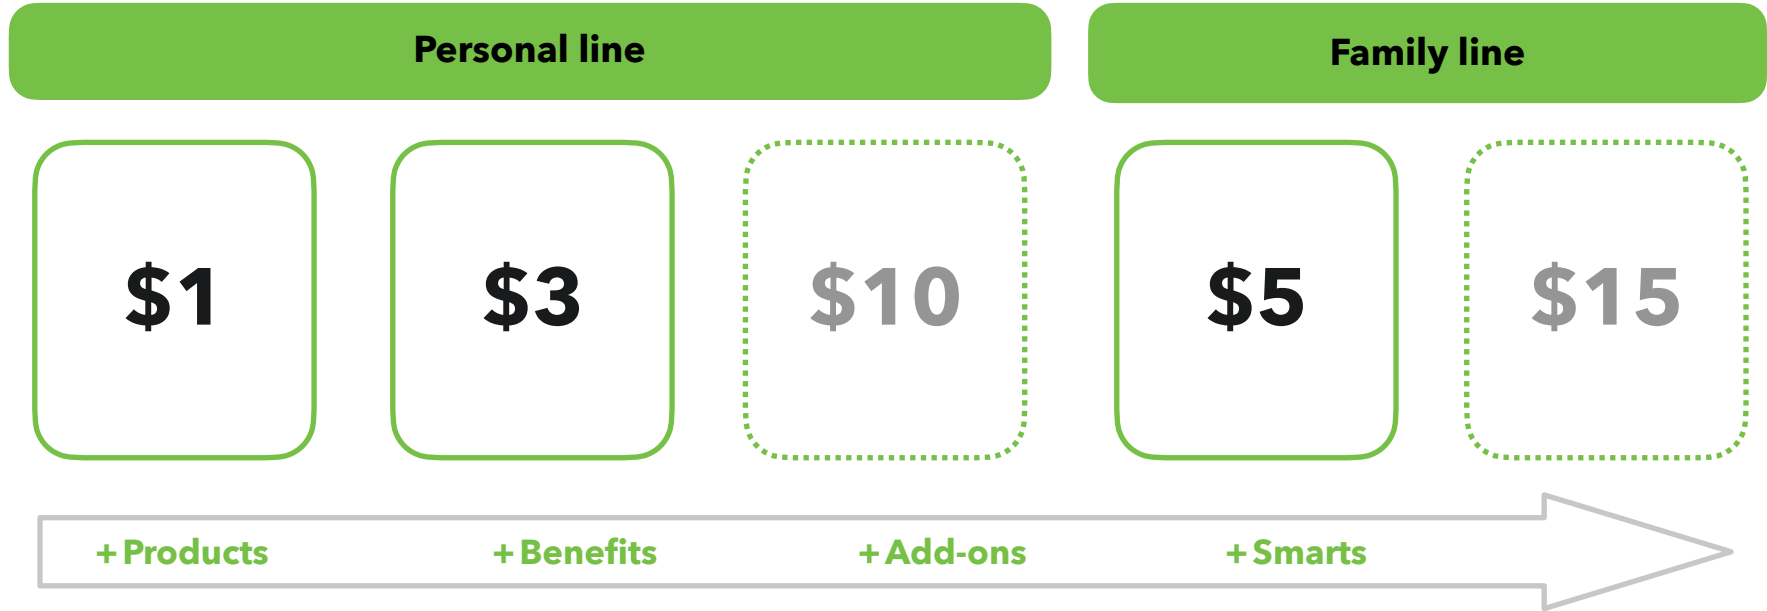 Personal line
Family line
$1
$3
$10
$5
$15
+Products
+Benefits
+Add-ons
+Smarts